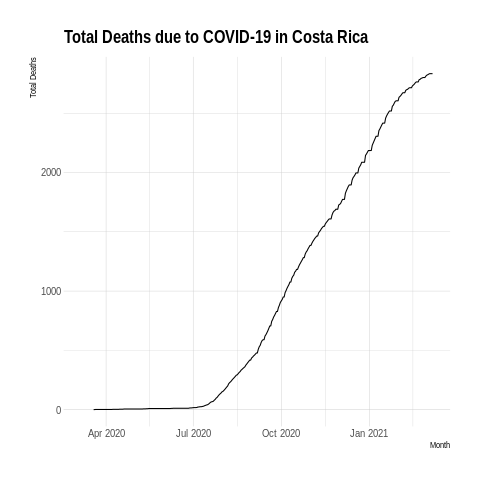 Total Deaths due to COVID-19 in Costa Rica
Total Deaths
2000
1000
0
Apr 2020
Jul 2020
Oct 2020
Jan 2021
Month